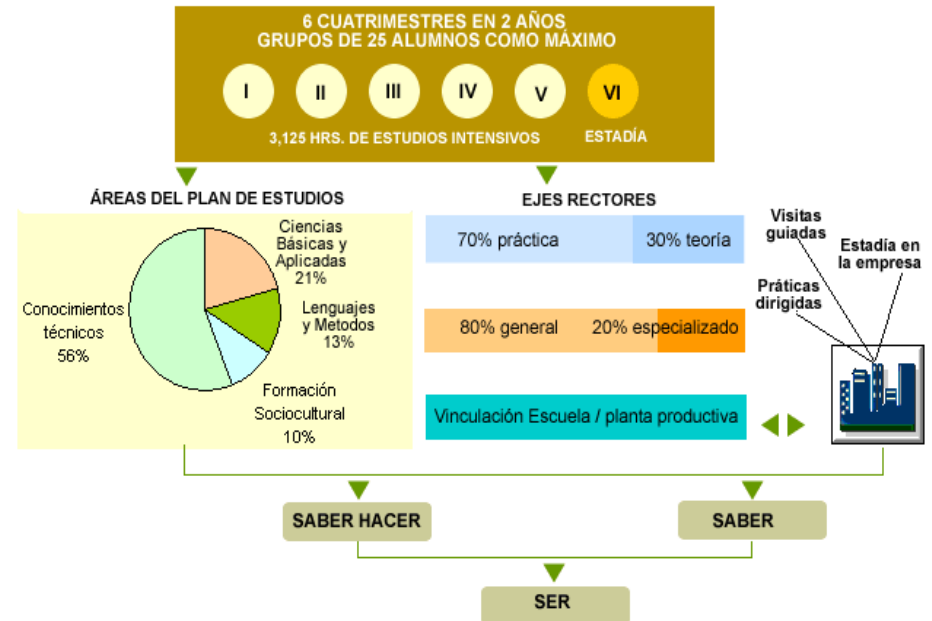 6 CUATRIMESTRES EN 2 AÑOS
GRUPOS DE 25 ALUMNOS COMO MÁXIMO
I II III IV V VI
3,125 HRS. DE ESTUDIOS INTENSIVOS ESTADÍA
ÁREAS DEL PLAN DE ESTUDIOS
Ciencias
Básicas y
Aplicadas
21%
Lenguajes
y Metodos
13%
Conocimientos
técnicos
56%
Formación
Sociocultural
10%
EJES RECTORES
70% práctica 30% teoría
80% general 20% especializado
Vinculación Escuela / planta productiva
Visitas
guiadas
Estadía en
la empresa
Práticas
dirigidas
SABER HACER
SABER
SER